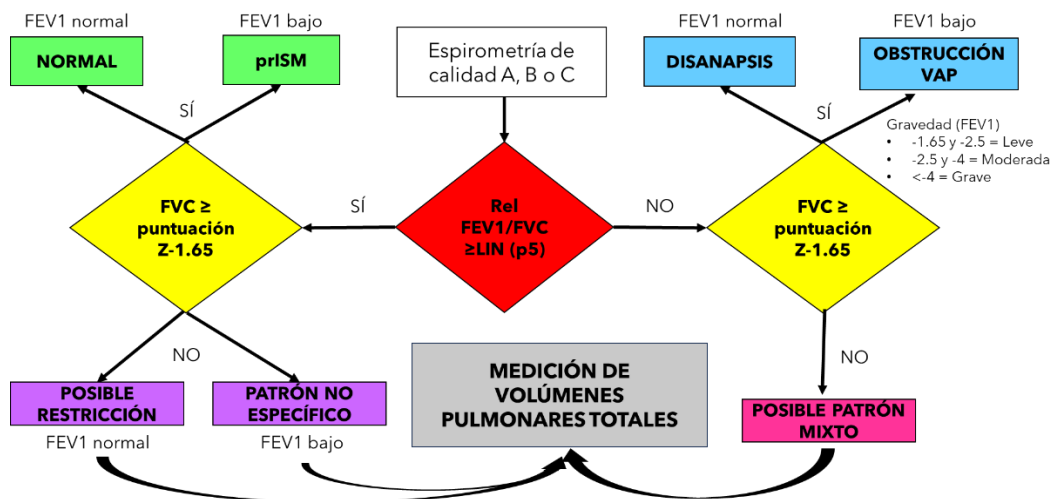 FEV1 normal
NORMAL
FEV1 bajo
prISM
SÍ
Espirometría de
calidad A, B o C
FEV1 normal
DISANAPSIS
FEV1 bajo
OBSTRUCCIÓN
VAP
SÍ
Gravedad (FEV1)
• -1.65 y -2.5 = Leve
• -2.5 y -4 = Moderada
• <-4 = Grave
FVC ≥
puntuación
Z-1.65
SÍ
Rel
FEV1/FVC
≥LIN (p5)
NO
FVC ≥
puntuación
Z-1.65
NO
POSIBLE
RESTRICCIÓN
FEV1 normal
PATRÓN NO
ESPECÍFICO
FEV1 bajo
MEDICIÓN DE
VOLÚMENES
PULMONARES TOTALES
NO
POSIBLE PATRÓN
MIXTO